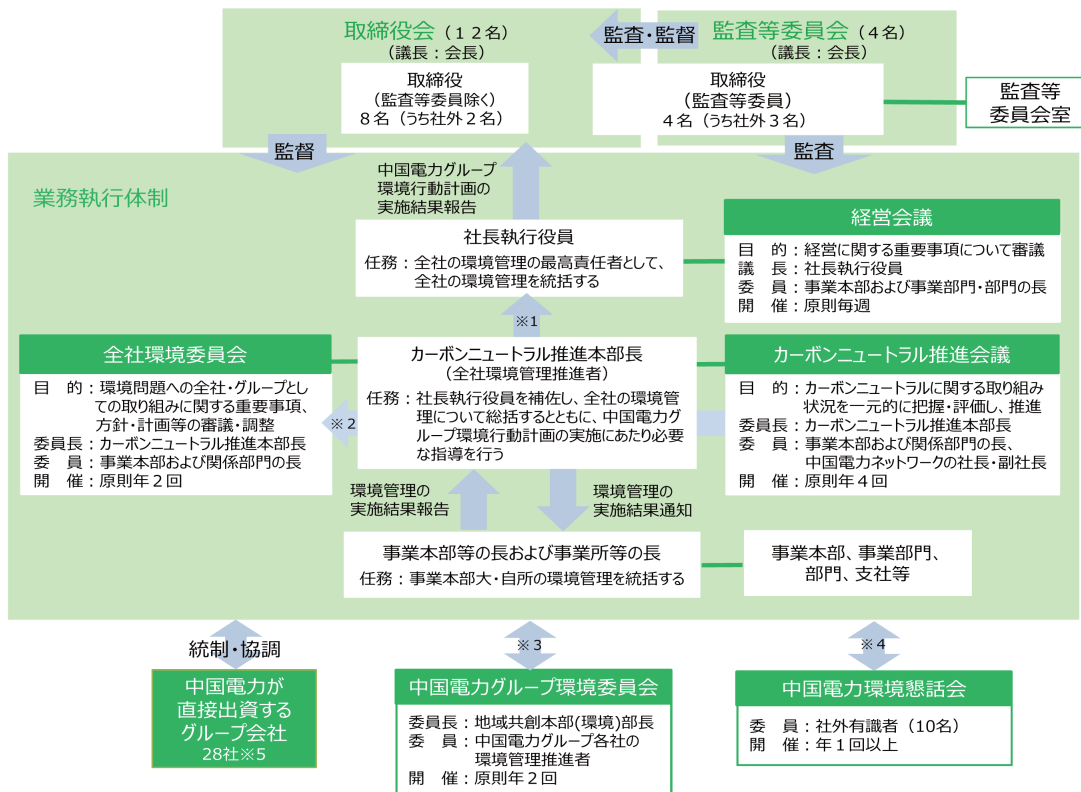 取締役会（１２名）
（議長：会長）
取締役
（監査等委員除く）
８名（うち社外２名）
監査・監督
監査等委員会（４名）
（議長：会長）
取締役
（監査等委員）
４名（うち社外３名）
監査等
委員会室
監督
監査
業務執行体制
中国電力グループ
環境行動計画の
実施結果報告
社長執行役員
任務：全社の環境管理の最高責任者として、
全社の環境管理を統括する
経営会議
目　的：経営に関する重要事項について審議
議　長：社長執行役員
委　員：事業本部および事業部門・部門の長
開　催：原則毎週
※1
全社環境委員会
目　的：環境問題への全社・グループとし
ての取り組みに関する重要事項、
方針・計画等の審議・調整
委員長：カーボンニュートラル推進本部長
委　員：事業本部および関係部門の長
開　催：原則年２回
※２
カーボンニュートラル推進本部長
（全社環境管理推進者）
任務：社長執行役員を補佐し、全社の環境管
理について総括するとともに、中国電力グ
ループ環境行動計画の実施にあたり必要
な指導を行う
カーボンニュートラル推進会議
目　的：カーボンニュートラルに関する取り組み
状況を一元的に把握・評価し、推進
委員長：カーボンニュートラル推進本部長
委　員：事業本部および関係部門の長、
中国電力ネットワークの社長・副社長
開　催：原則年４回
環境管理の
実施結果報告
環境管理の
実施結果通知
事業本部等の長および事業所等の長
任務：事業本部大・自所の環境管理を統括する
事業本部、事業部門、
部門、支社等
統制・協調
※３
※４
中国電力が
直接出資する
グループ会社
28社※５
中国電力グループ環境委員会
委員長：地域共創本部(環境)部長
委　員：中国電力グループ各社の
環境管理推進者
開　催：原則年２回
中国電力環境懇話会
委　員：社外有識者（10名）
開　催：年１回以上